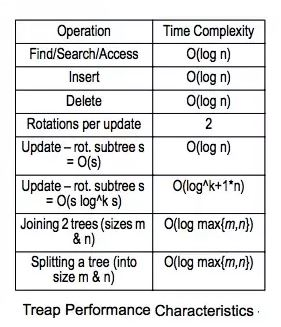 Operation Time Complexity
Find/Search/Access O(log n)
Insert O(log n)
Delete O(log n)
Rotations per update 2
Update – rot. subtree s O(log n)
= O(s)
Update – rot. subtree s O(log^k+1*n)
= O(s log^k s)
Joining 2 trees (sizes m O(log max{m,n})
& n)
Splitting a tree (into O(log max{m,n})
size m & n)
Treap Performance Characteristics